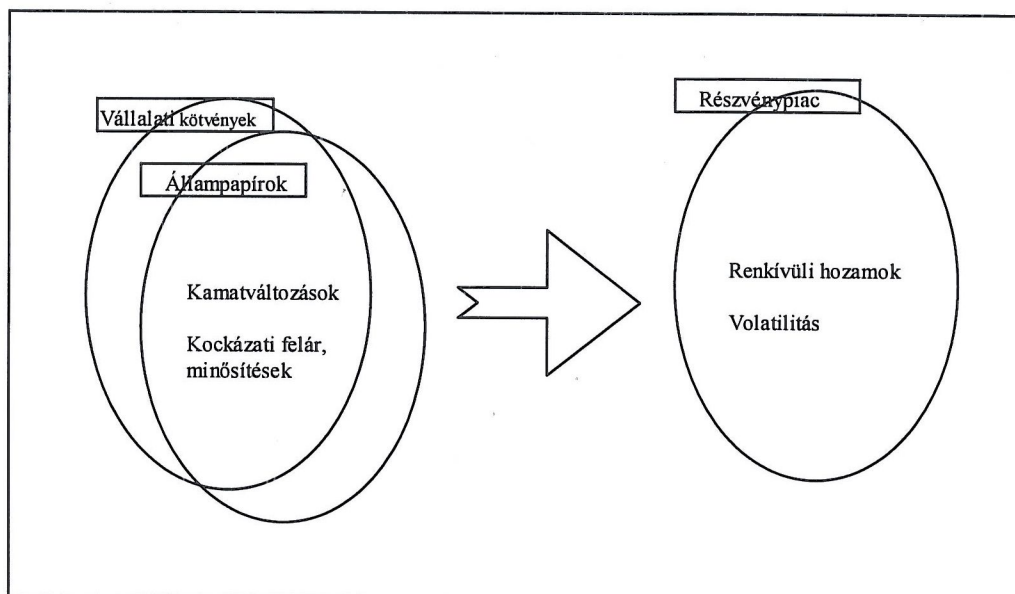 Vállalati kötvények
Állampapírok
Kamatváltozások
Kockázati felár,
minősítések
Részvénypiac
Renkívüli hozamok
Volatilitás